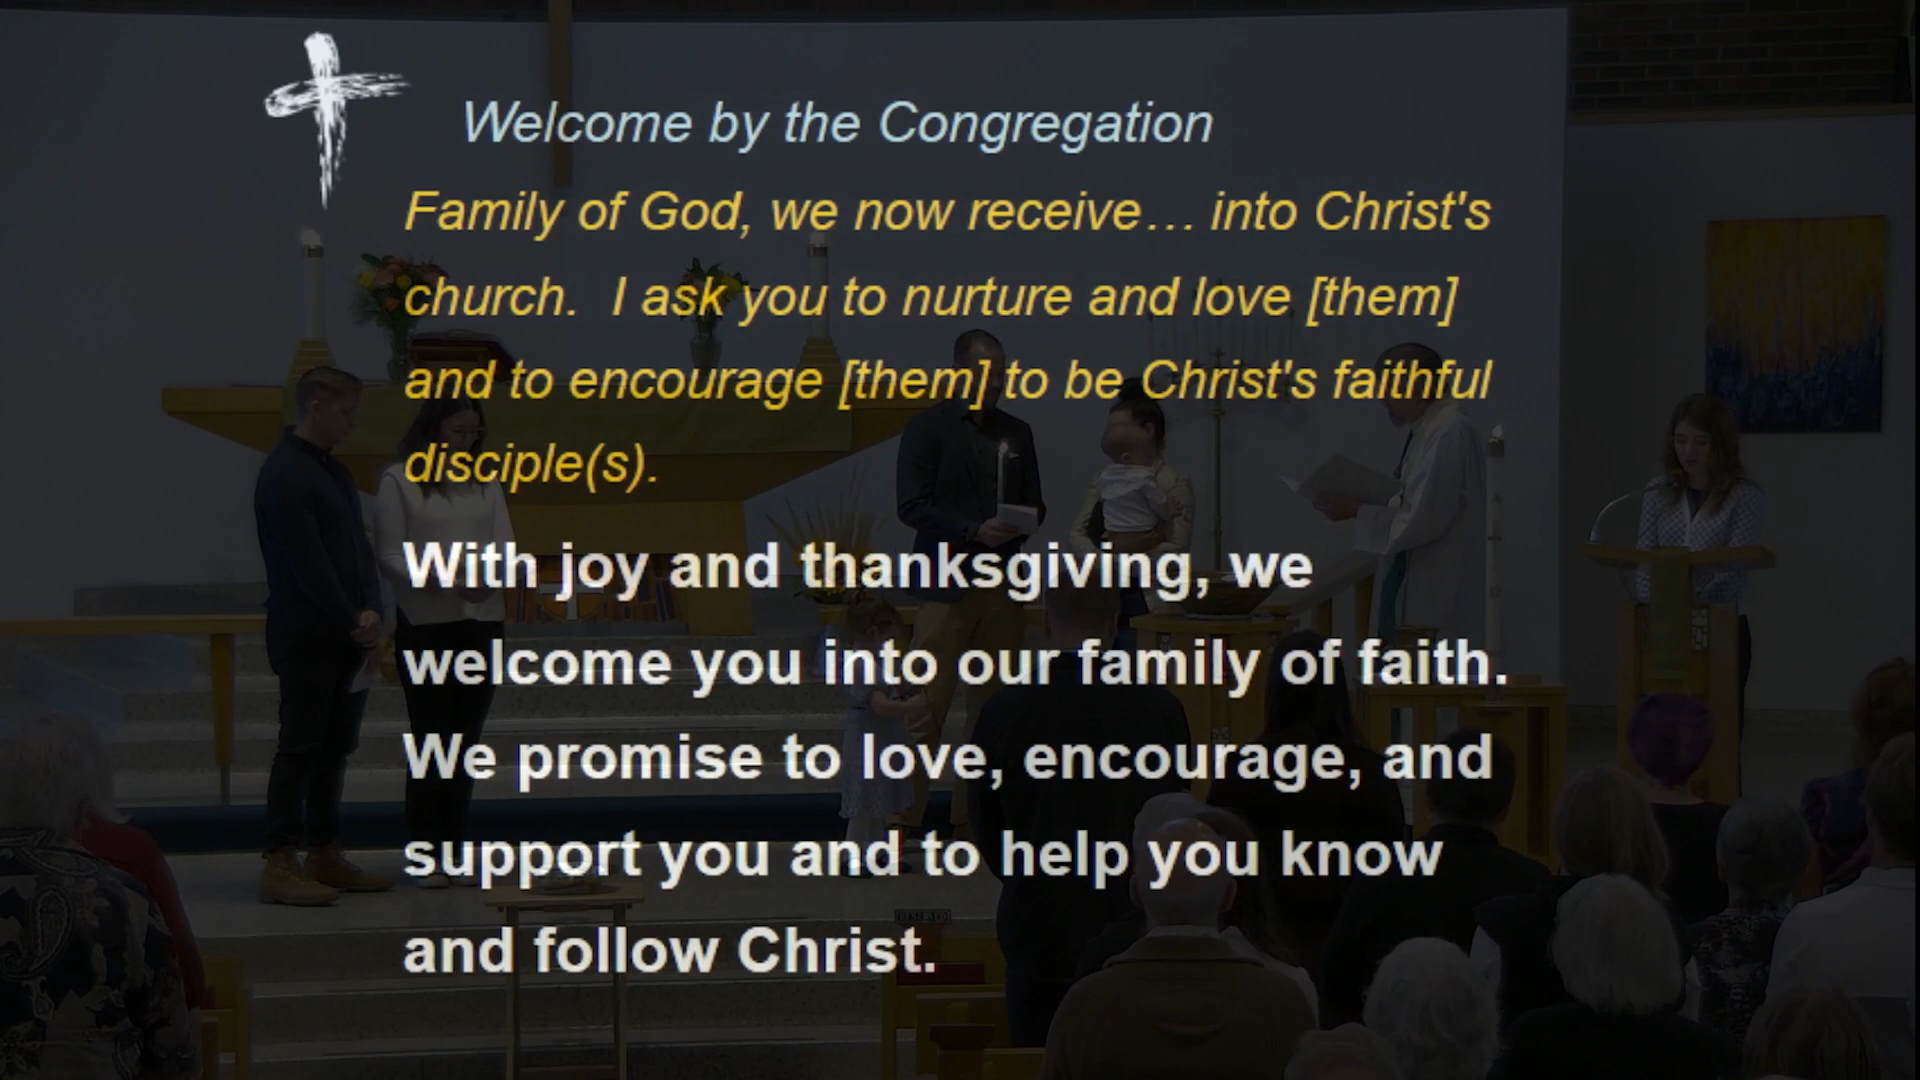 Welcome by the Congregation
Family of God, we now receive… into Christ's
church.  I ask you to nurture and love [them]
and to encourage [them] to be Christ's faithful
disciple(s).
With joy and thanksgiving, we
welcome you into our family of faith.
We promise to love, encourage, and
support you and to help you know
and follow Christ.
RESERVED